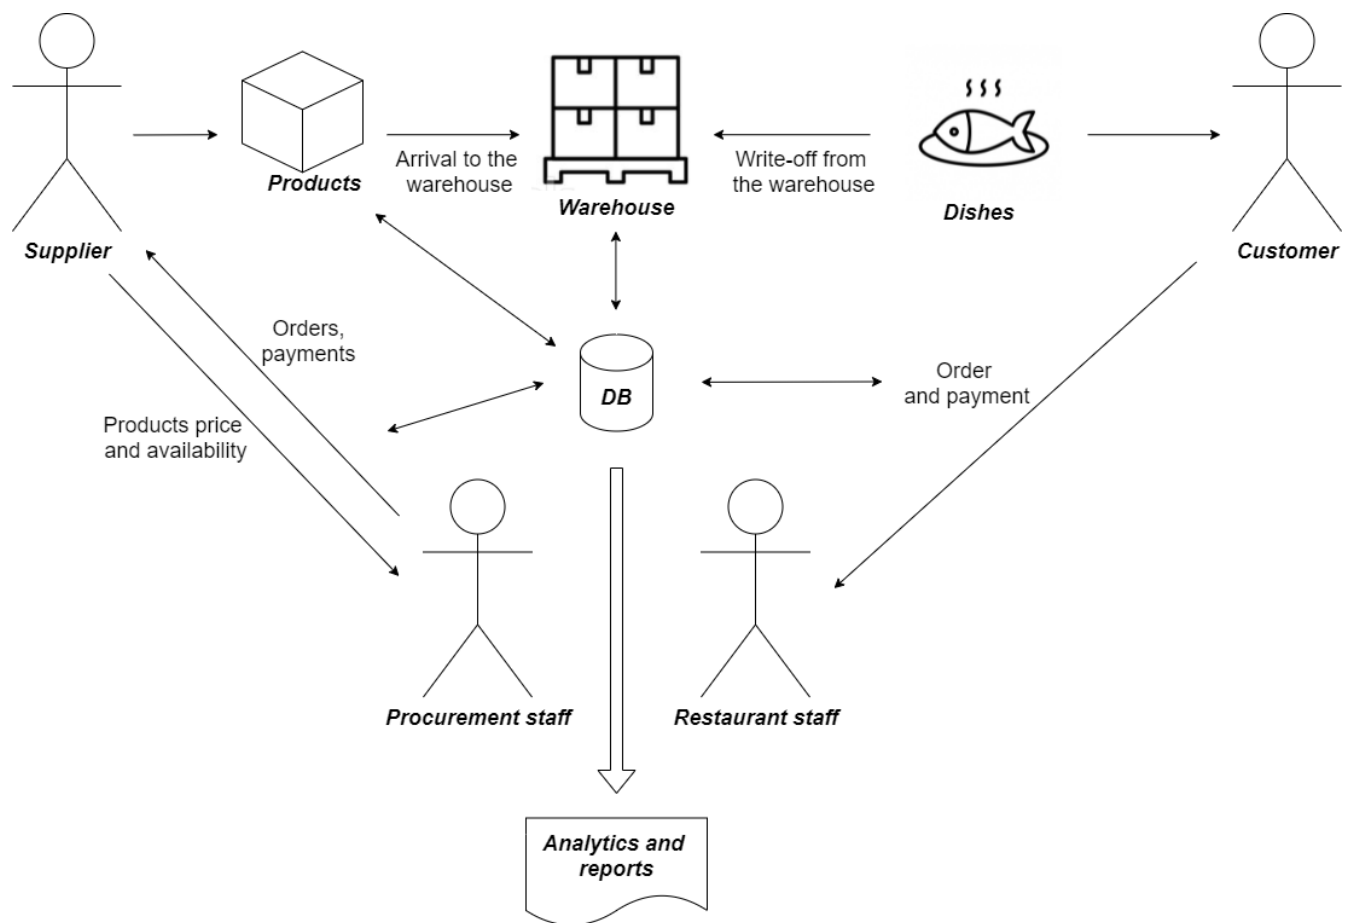 Arrival to the
warehouse
Products
Write-off from
the warehouse
Warehouse
Dishes
Supplier
Customer
Orders,
payments
Order
and payment
DB
Products price
and availability
Procurement staff
Restaurant staff
Analytics and
reports